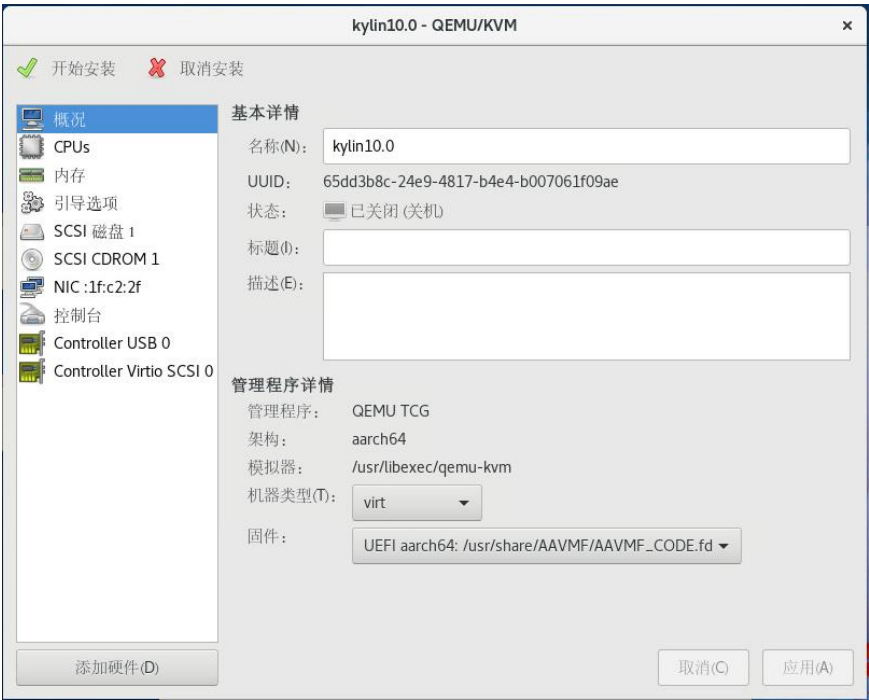 kylin10.0 - QEMU/KVM ×
开始安装 取消安装
概况
CPUs
内存
引导选项
SCSI 磁盘 1
SCSI CDROM 1
NIC :1f:c2:2f
控制台
Controller USB 0
Controller Virtio SCSI 0
添加硬件(D)
基本详情
名称(N): kylin10.0
UUID: 65dd3b8c-24e9-4817-b4e4-b007061f09ae
状态: 已关闭 (关机)
标题(I):
描述(E):
管理程序详情
管理程序: QEMU TCG
架构: aarch64
模拟器: /usr/libexec/qemu-kvm
机器类型(T): virt
固件: UEFI aarch64: /usr/share/AAVMF/AAVMF_CODE.fd
取消(C) 应用(A)